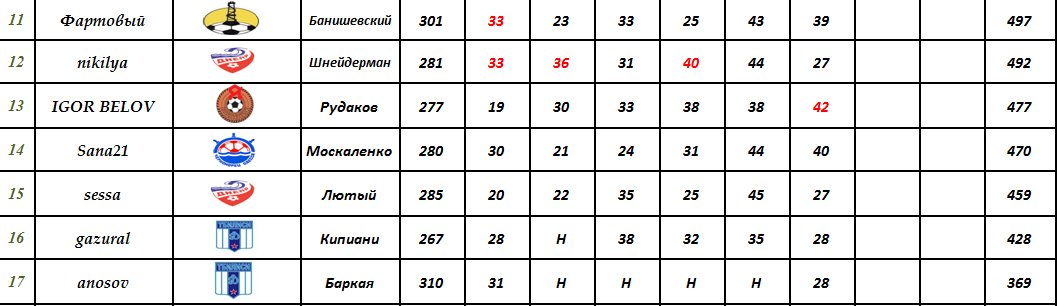 11 Фартовый Банишевский 301 33 23 33 25 43 39 497
12 nikilya ДНЕПР Шнейдерман 281 33 36 31 40 44 27 492
13 IGOR BELOV Рудаков 277 19 30 33 38 38 42 477
14 Sana21 Москаленко 280 30 21 24 31 44 40 470
15 sessa ДНЕПР Лютый 285 20 22 35 25 45 27 459
16 gazural Кипиани 267 28 Н 38 32 35 28 428
17 anosov Баркая 310 31 Н Н Н Н 28 369